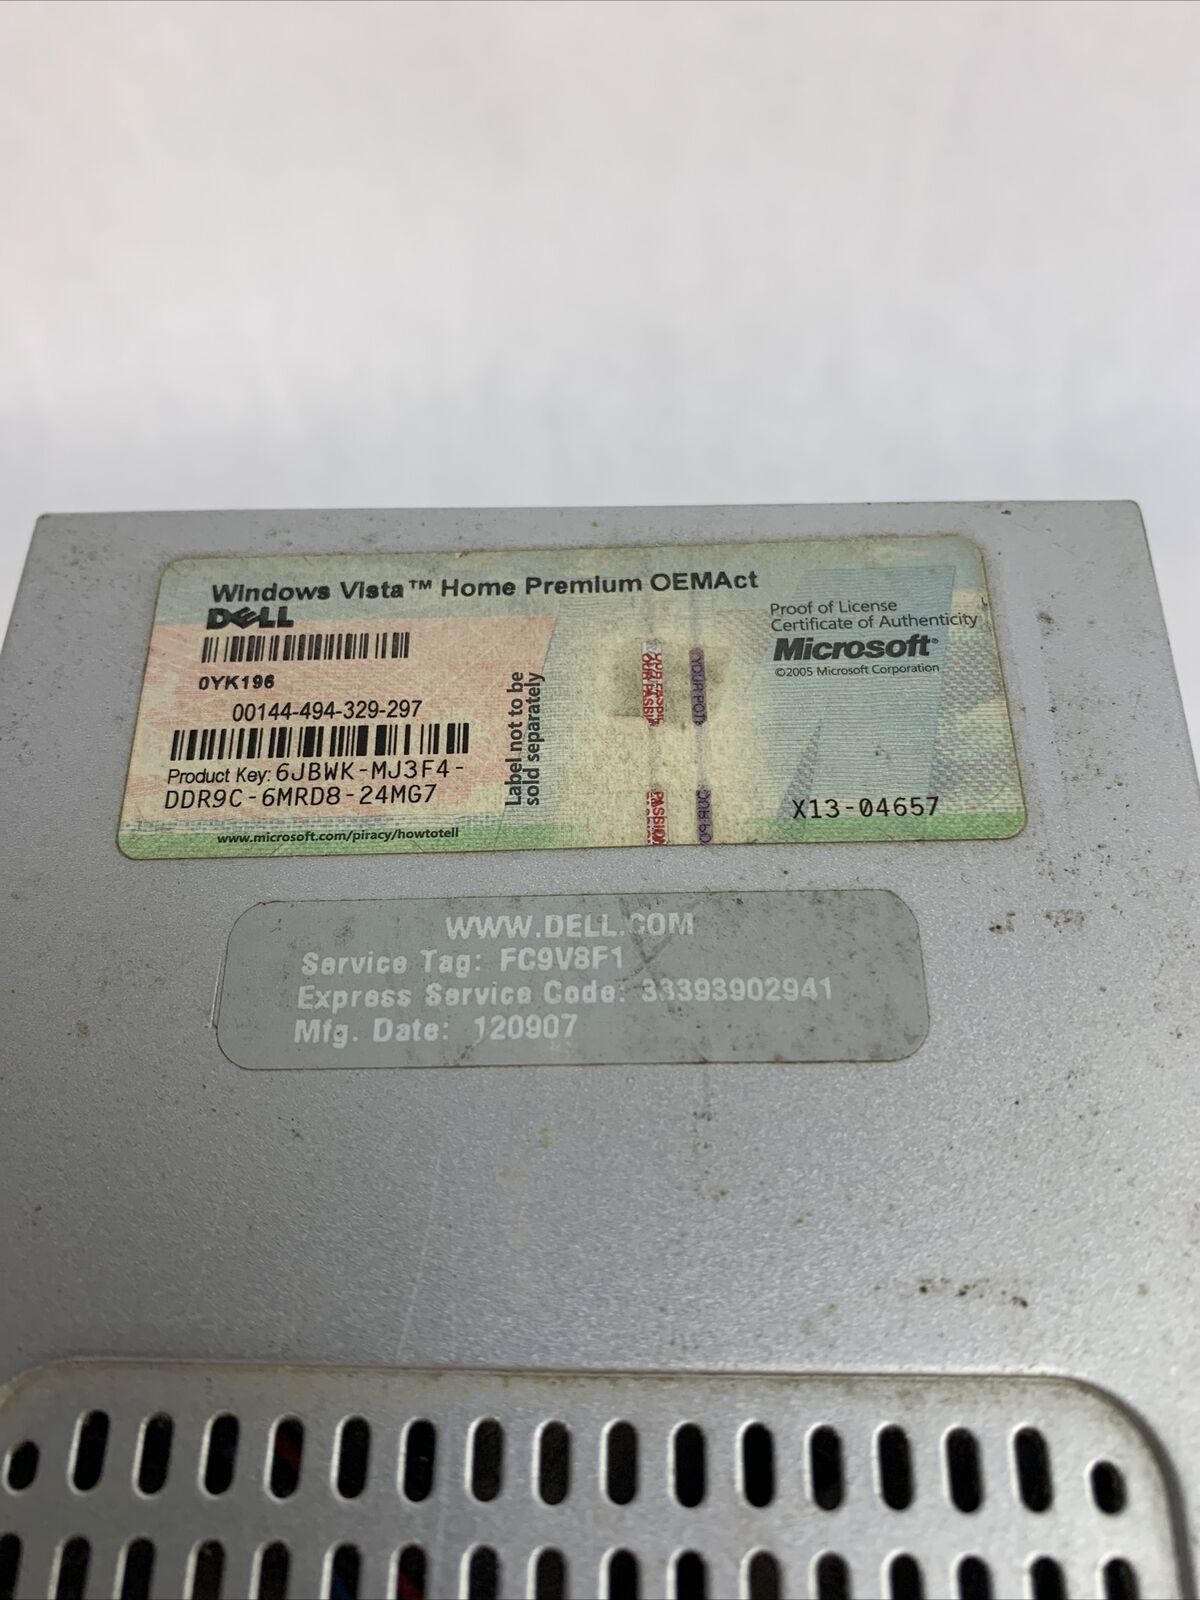 Windows Vista™ Home Premium OEMAct
DELL
0YK196
00144-494-329-297
Product Key: 6JBWK-MJ3F4-
DDR9C-6MRD8-24MG7
www.microsoft.com/piracy/howtotell
Label not to be
sold separately
Proof of License
Certificate of Authenticity
Microsoft®
©2005 Microsoft Corporation
X13-04657
WWW.DELL.COM
Service Tag: FC9V8F1
Express Service Code: 33393902941
Mfg. Date: 120907